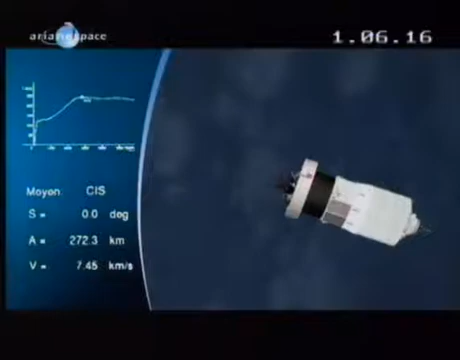 arianespace
1.06.16
Moyen: CIS
S = 0.0 deg
A = 272.3 km
V = 7.45 km/s